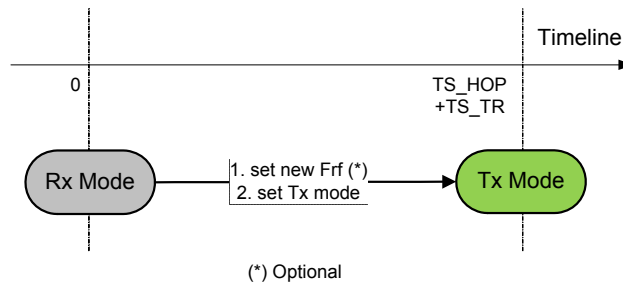 Timeline
0
TS_HOP
+TS_TR
Rx Mode
1. set new Frf (*)
2. set Tx mode
Tx Mode
(*) Optional